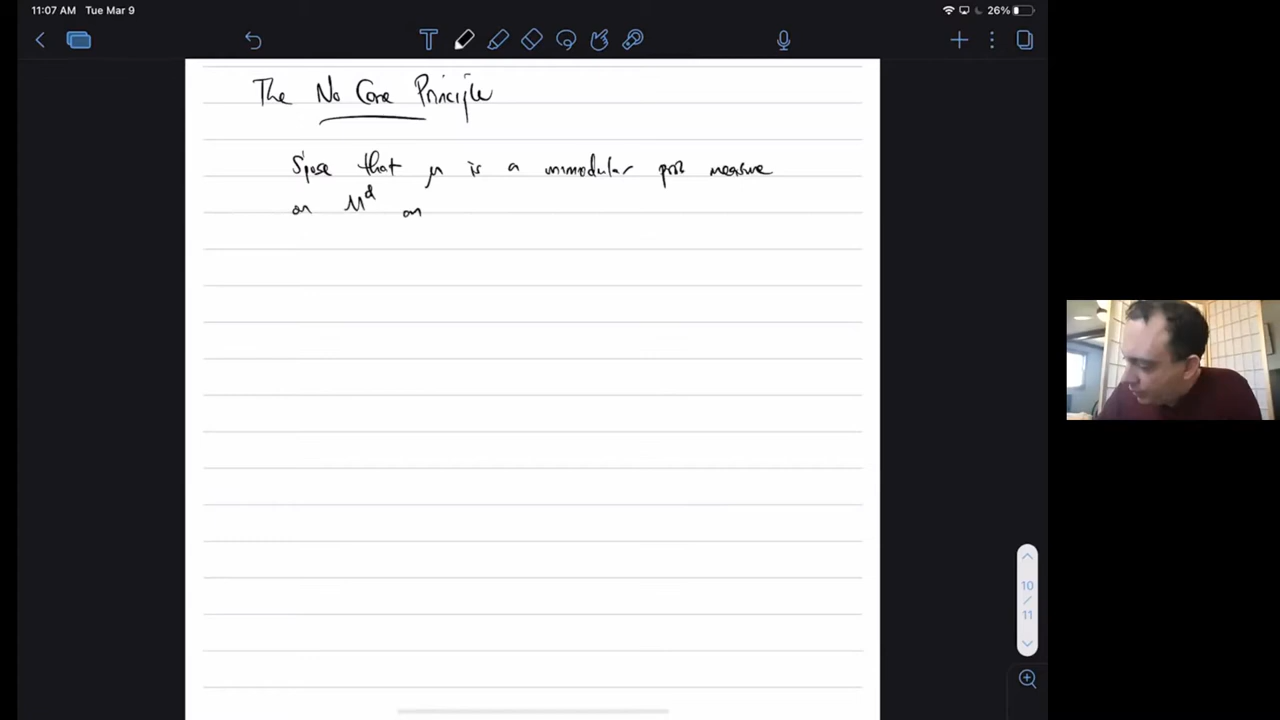 11:07 AM Tue Mar 9
26%
The No Core Principle
S'pose that μ is a unimodular prob measure
on M^d on
10
/
11